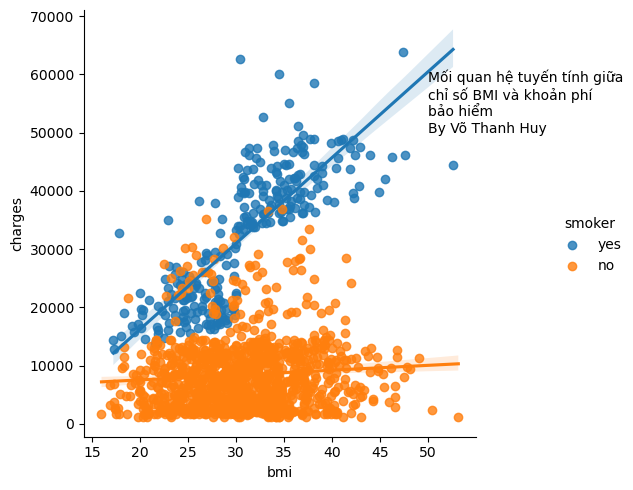 70000
60000
50000
40000
30000
20000
10000
0
charges
15
20
25
30
35
40
45
50
bmi
Mối quan hệ tuyến tính giữa
chỉ số BMI và khoản phí
bảo hiểm
By Võ Thanh Huy
smoker
yes
no